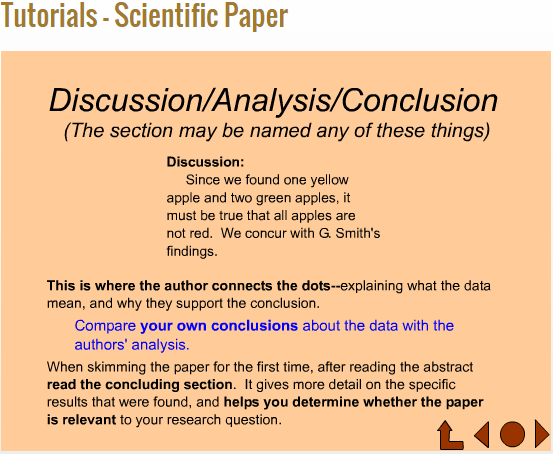 Tutorials - Scientific Paper
Discussion/Analysis/Conclusion
(The section may be named any of these things)
Discussion:
Since we found one yellow
apple and two green apples, it
must be true that all apples are
not red. We concur with G. Smith's
findings.
This is where the author connects the dots--explaining what the data
mean, and why they support the conclusion.
Compare your own conclusions about the data with the
authors' analysis.
When skimming the paper for the first time, after reading the abstract
read the concluding section. It gives more detail on the specific
results that were found, and helps you determine whether the paper
is relevant to your research question.